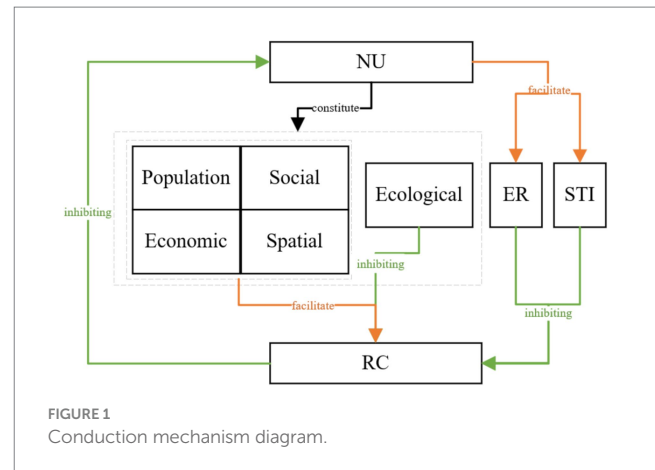 NU
facilitate
constitute
Population
Social
Ecological
ER
STI
inhibiting
Economic
Spatial
inhibiting
facilitate
inhibiting
RC
FIGURE 1
Conduction mechanism diagram.